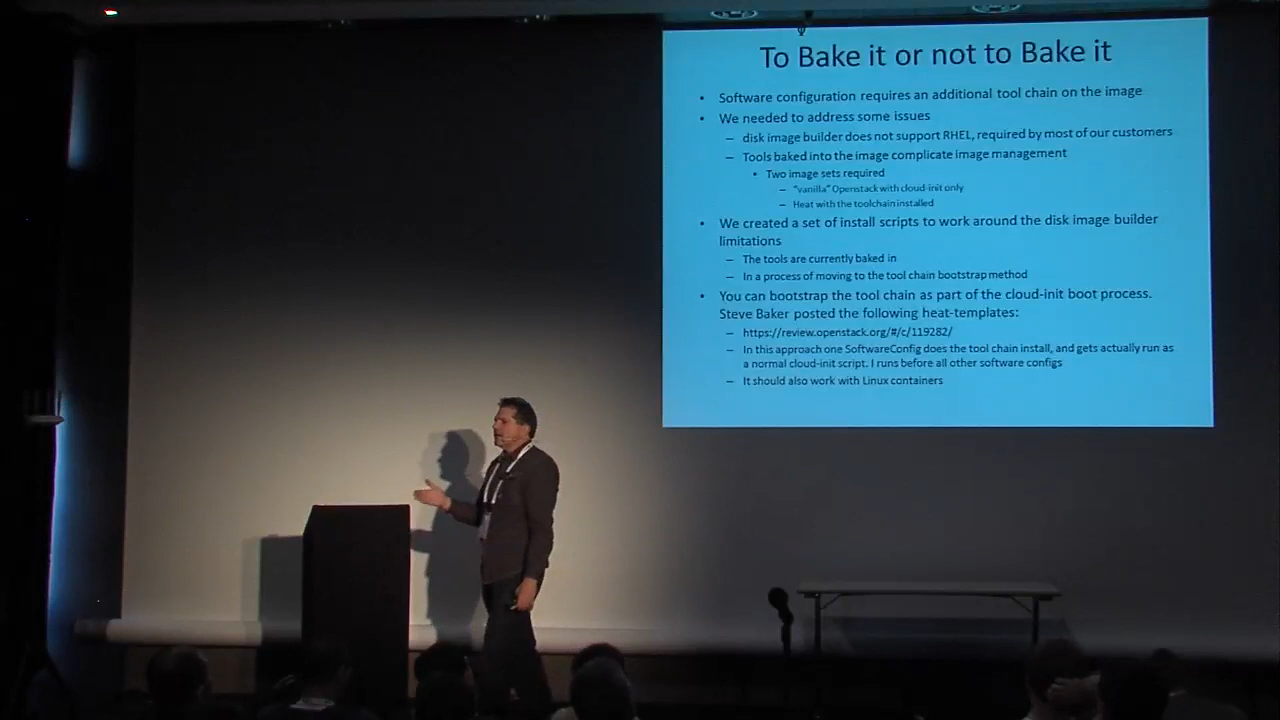 To Bake it or not to Bake it
• Software configuration requires an additional tool chain on the image
• We needed to address some issues
– disk image builder does not support RHEL, required by most of our customers
– Tools baked into the image complicate image management
• Two image sets required
– "vanilla" Openstack with cloud-init only
– Heat with the toolchain installed
• We created a set of install scripts to work around the disk image builder
limitations
– The tools are currently baked in
– In a process of moving to the tool chain bootstrap method
• You can bootstrap the tool chain as part of the cloud-init boot process.
Steve Baker posted the following heat-templates:
– https://review.openstack.org/#/c/119282/
– In this approach one SoftwareConfig does the tool chain install, and gets actually run as
a normal cloud-init script. I runs before all other software configs
– It should also work with Linux containers